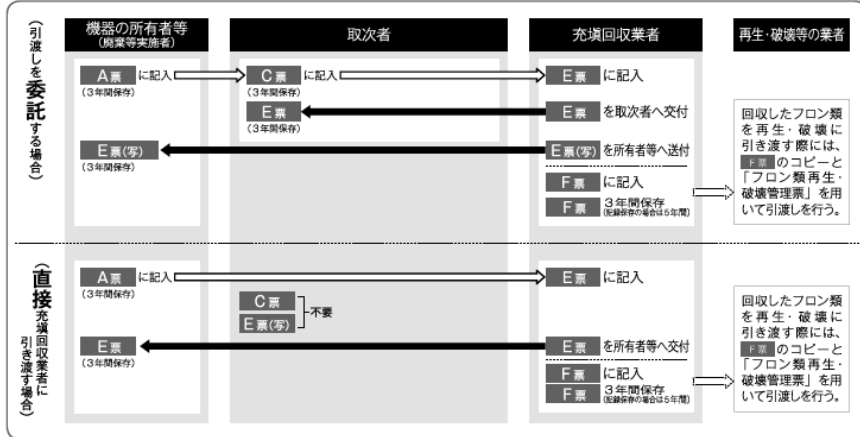 機器の所有者等
(廃棄等実施者)
取次者
充塡回収業者
再生・破壊等の業者
(引渡しを委託する場合)
A票 に記入
(3年間保存)
C票 に記入
(3年間保存)
E票 に記入
E票
(3年間保存)
E票 を取次者へ交付
E票(写)
(3年間保存)
E票(写) を所有者等へ送付
F票 に記入
F票 3年間保存
(記録保存の場合は5年間)
回収したフロン類
を再生・破壊に
引き渡す際には、
F票 のコピーと
「フロン類再生・
破壊管理票」を用
いて引渡しを行う。
(直接充塡回収業者に
引き渡す場合)
A票 に記入
(3年間保存)
E票 に記入
C票
E票(写)
不要
E票
(3年間保存)
E票 を所有者等へ交付
F票 に記入
F票 3年間保存
(記録保存の場合は5年間)
回収したフロン類
を再生・破壊に
引き渡す際には、
F票 のコピーと
「フロン類再生・
破壊管理票」を用
いて引渡しを行う。